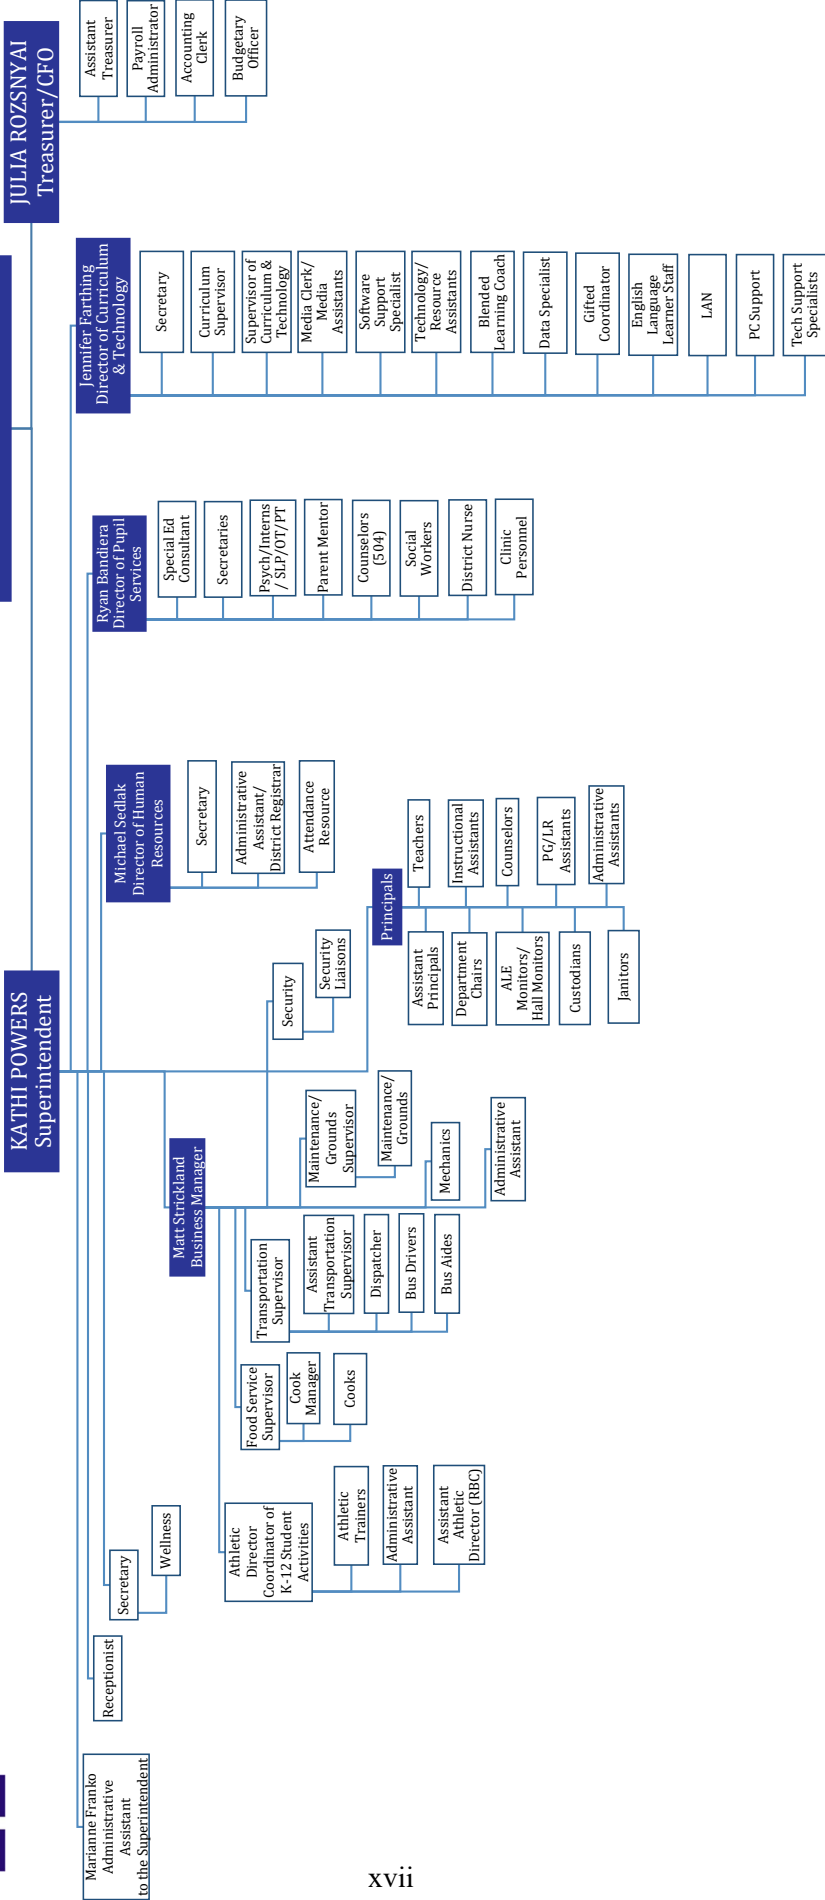 KATHI POWERS
Superintendent
JULIA ROZSNYAI
Treasurer/CFO
Assistant
Treasurer
Payroll
Administrator
Accounting
Clerk
Budgetary
Officer
Marianne Franko
Administrative
Assistant
to the Superintendent
Receptionist
Secretary
Wellness
Matt Strickland
Business Manager
Athletic
Director
Coordinator of
K-12 Student
Activities
Athletic
Trainers
Administrative
Assistant
Assistant
Athletic
Director (RBC)
Food Service
Supervisor
Cook
Manager
Cooks
Transportation
Supervisor
Assistant
Transportation
Supervisor
Dispatcher
Bus Drivers
Bus Aides
Maintenance/
Grounds
Supervisor
Maintenance/
Grounds
Mechanics
Administrative
Assistant
Security
Security
Liaisons
Principals
Assistant
Principals
Department
Chairs
ALE
Monitors/
Hall Monitors
Custodians
Janitors
Teachers
Instructional
Assistants
Counselors
PG/LR
Assistants
Administrative
Assistants
Michael Sedlak
Director of Human
Resources
Secretary
Administrative
Assistant/
District Registrar
Attendance
Resource
Ryan Bandiera
Director of Pupil
Services
Special Ed
Consultant
Secretaries
Psych/Interns
/ SLP/OT/PT
Parent Mentor
Counselors
(504)
Social
Workers
District Nurse
Clinic
Personnel
Jennifer Farthing
Director of Curriculum
& Technology
Secretary
Curriculum
Supervisor
Supervisor of
Curriculum &
Technology
Media Clerk/
Media
Assistants
Software
Support
Specialist
Technology/
Resource
Assistants
Blended
Learning Coach
Data Specialist
Gifted
Coordinator
English
Language
Learner Staff
LAN
PC Support
Tech Support
Specialists
xvii